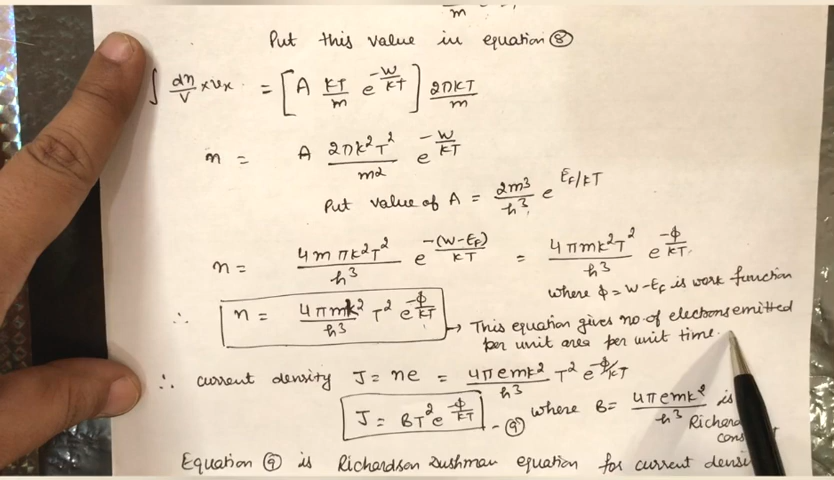 m
Put this value in equation ⑧
∫ dn/V × vx = [A KT/m e^(-W/KT)] 2πKT/m
n = A 2πk²T²/m² e^(-W/KT)
Put value of A = 2m³/h³ e^(EF/KT)
n = 4mπk²T²/h³ e^(-(W-EF)/KT) = 4πmk²T²/h³ e^(-ϕ/KT)
where ϕ = W-EF is work function
∴ n = 4πmk²/h³ T² e^(-ϕ/KT) → This equation gives no. of electrons emitted
per unit area per unit time.
∴ current density J = ne = 4πemk²/h³ T² e^(-ϕ/KT)
J = BT² e^(-ϕ/KT) - ⑨ where B = 4πemk²/h³ is
Equation ⑨ is Richardson Dushman equation for current